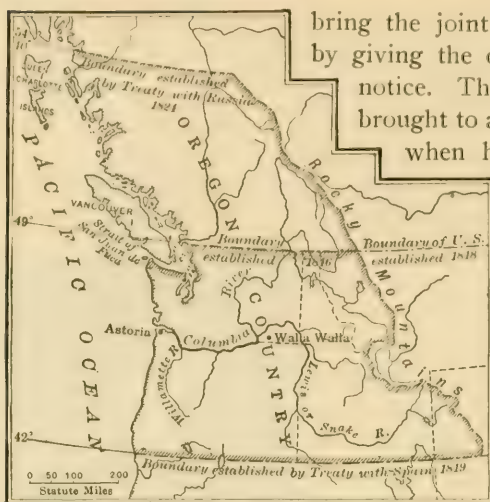 bring the joint
by giving the
notice. Th
brought to a
when h
54°
40'
QUEEN
CHARLOTTE
ISLANDS
Boundary established
by Treaty with Russia
1824
OREGON
COUNTRY
PACIFIC OCEAN
Rocky Mountains
VANCOUVER
Strait of
San Juan de
Fuca
49°
Boundary
established
1846
Boundary of U. S.
established 1818
River
Astoria
Columbia
Walla Walla
Willamette R.
Lewis or
Snake R.
42°
Boundary established by Treaty with Spain 1819
0 50 100 200
Statute Miles